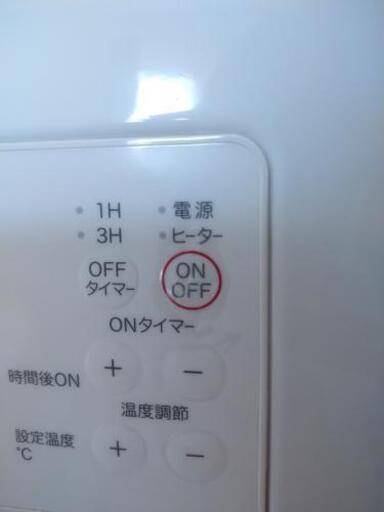 1H
電源
3H
ヒーター
OFF
タイマー
ON
OFF
ONタイマー
時間後ON
+
−
温度調節
設定温度
℃
+
−